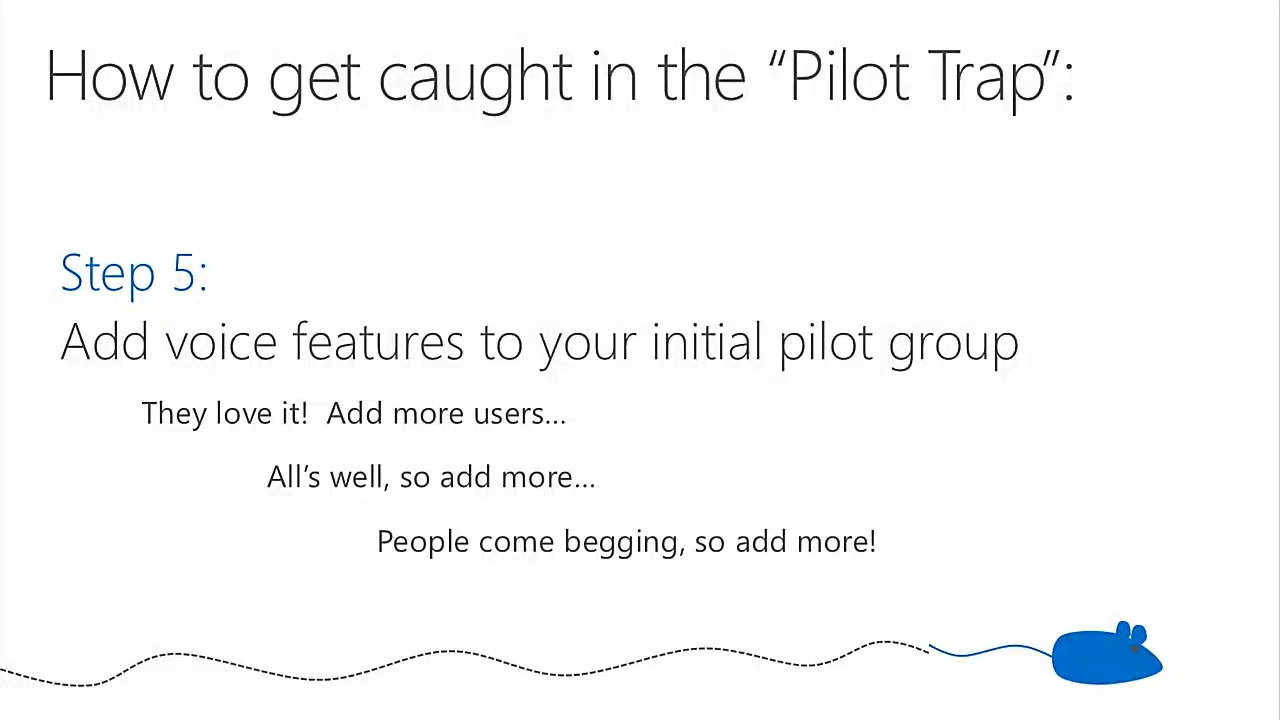 How to get caught in the “Pilot Trap”:
Step 5:
Add voice features to your initial pilot group
They love it!  Add more users…
All’s well, so add more…
People come begging, so add more!